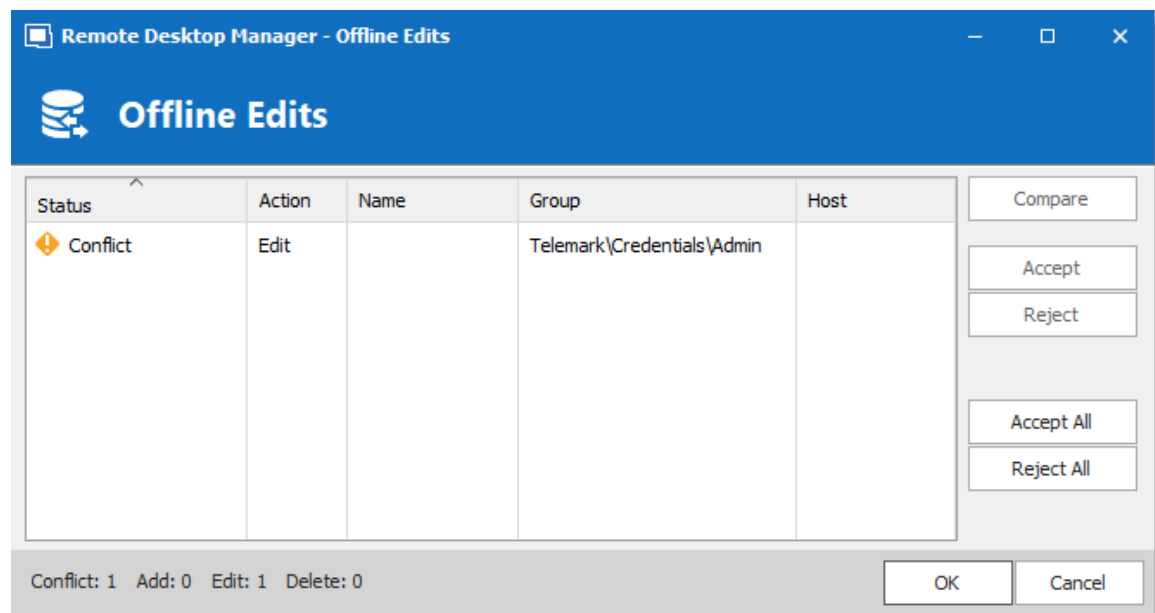 Remote Desktop Manager - Offline Edits
Offline Edits
Status Action Name Group Host
Conflict Edit Telemark\Credentials\Admin
Compare
Accept
Reject
Accept All
Reject All
Conflict: 1 Add: 0 Edit: 1 Delete: 0
OK Cancel